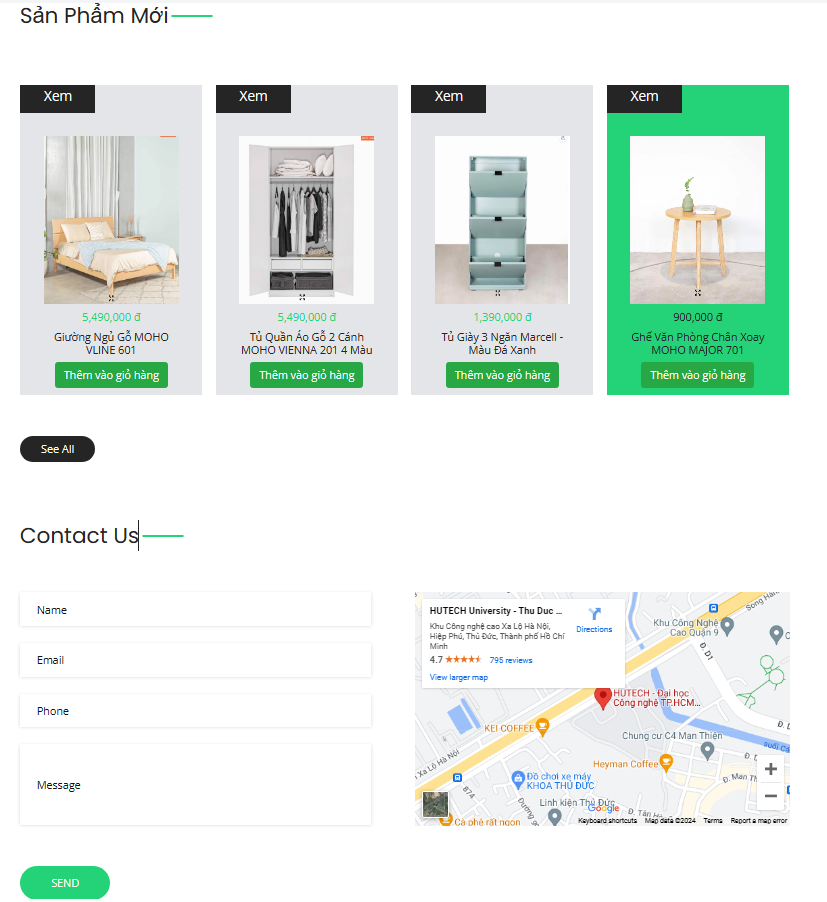 Sản Phẩm Mới
Xem
Xem
Xem
Xem
5,490,000 đ
Giường Ngủ Gỗ MOHO
VLINE 601
Thêm vào giỏ hàng
5,490,000 đ
Tủ Quần Áo Gỗ 2 Cánh
MOHO VIENNA 201 4 Màu
Thêm vào giỏ hàng
1,390,000 đ
Tủ Giày 3 Ngăn Marcell -
Màu Đá Xanh
Thêm vào giỏ hàng
900,000 đ
Ghế Văn Phòng Chân Xoay
MOHO MAJOR 701
Thêm vào giỏ hàng
See All
Contact Us
Name
Email
Phone
Message
SEND
HUTECH University - Thu Duc ...
Khu Công nghệ cao Xa Lộ Hà Nội,
Hiệp Phú, Thủ Đức, Thành phố Hồ Chí
Minh
4.7
795 reviews
View larger map
Directions
Song Hàn
Khu Công Nghệ
Cao Quận 9
Đ. D1
HUTECH - Đại học
Công nghệ TP.HCM...
KEI COFFEE
Chung cư C4 Man Thiện
Heyman Coffee
Xa Lộ Hà Nội
Đồ chơi xe máy
KHOA THỦ ĐỨC
874
Linh kiện Thủ Đức
Cà phê rất ngon
Google
Keyboard shortcuts
Map data ©2024
Terms
Report a map error
+
−